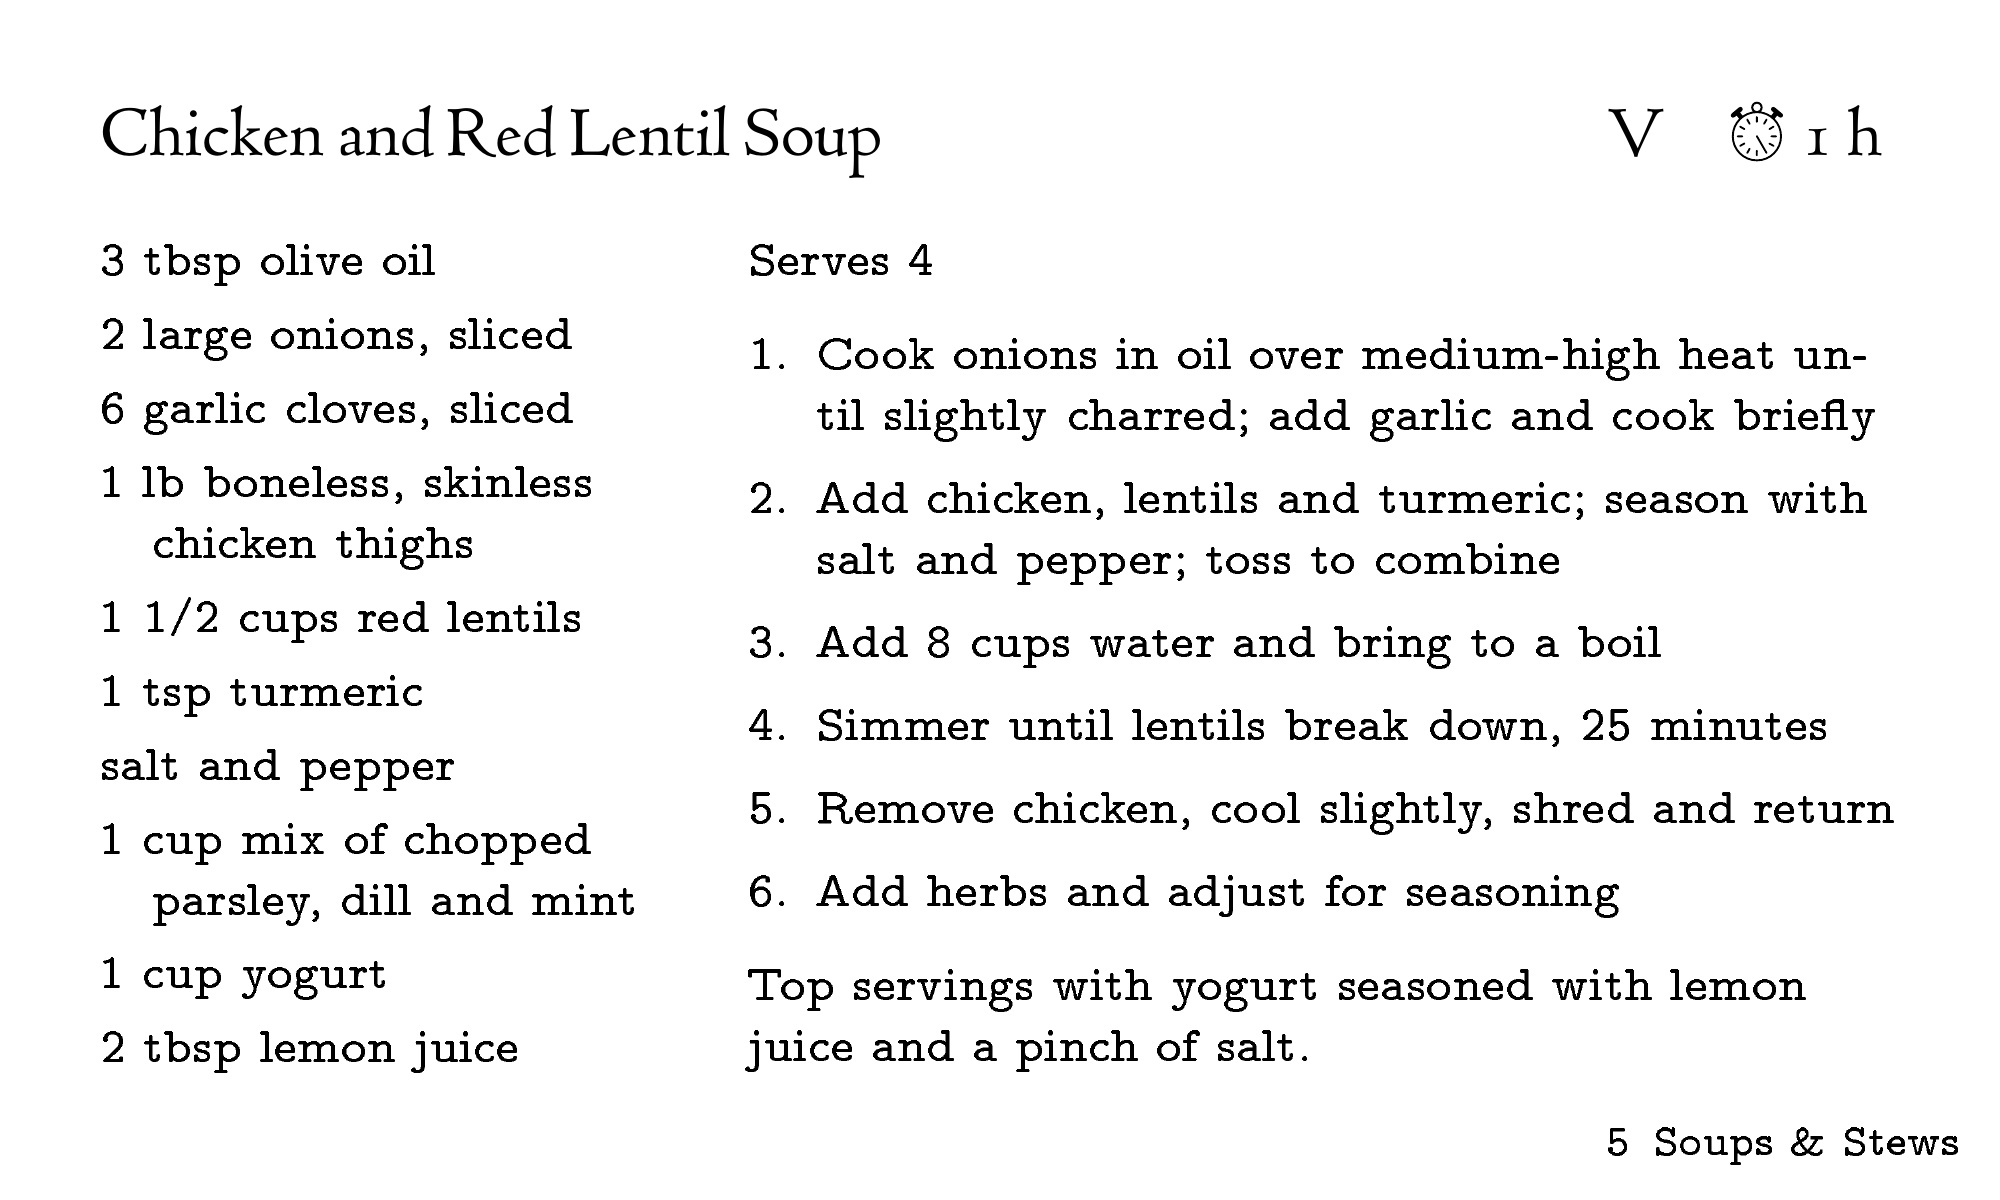 Chicken and Red Lentil Soup
V 1 h
3 tbsp olive oil
2 large onions, sliced
6 garlic cloves, sliced
1 lb boneless, skinless
chicken thighs
1 1/2 cups red lentils
1 tsp turmeric
salt and pepper
1 cup mix of chopped
parsley, dill and mint
1 cup yogurt
2 tbsp lemon juice
Serves 4
1. Cook onions in oil over medium-high heat un-
til slightly charred; add garlic and cook briefly
2. Add chicken, lentils and turmeric; season with
salt and pepper; toss to combine
3. Add 8 cups water and bring to a boil
4. Simmer until lentils break down, 25 minutes
5. Remove chicken, cool slightly, shred and return
6. Add herbs and adjust for seasoning
Top servings with yogurt seasoned with lemon
juice and a pinch of salt.
5 Soups & Stews